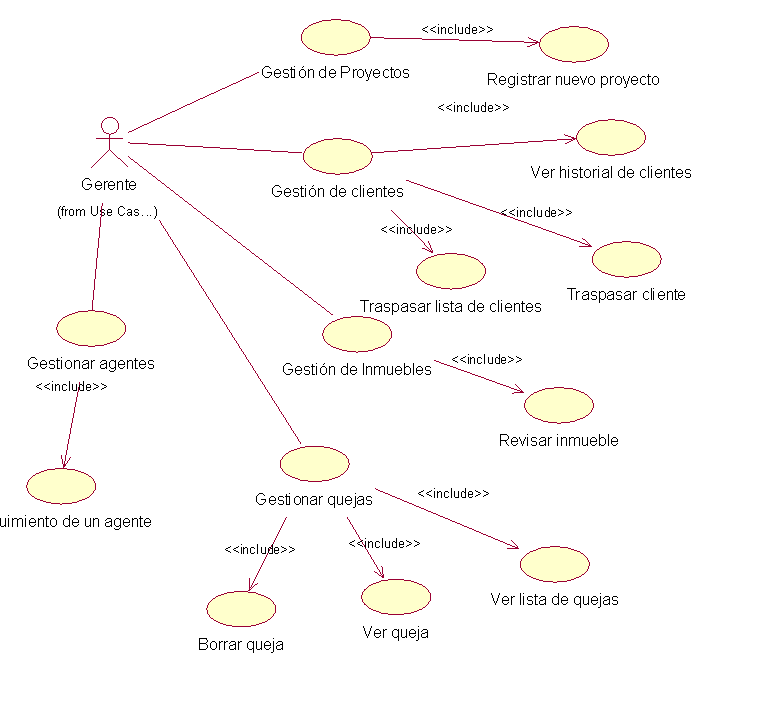 <<include>>
Gestión de Proyectos
Registrar nuevo proyecto
<<include>>
Gerente
(from Use Cas...)
Gestión de clientes
Ver historial de clientes
<<include>>
<<include>>
Traspasar lista de clientes
Traspasar cliente
Gestionar agentes
<<include>>
Gestión de Inmuebles
<<include>>
Revisar inmueble
uimiento de un agente
Gestionar quejas
<<include>>
<<include>>
<<include>>
Borrar queja
Ver queja
Ver lista de quejas